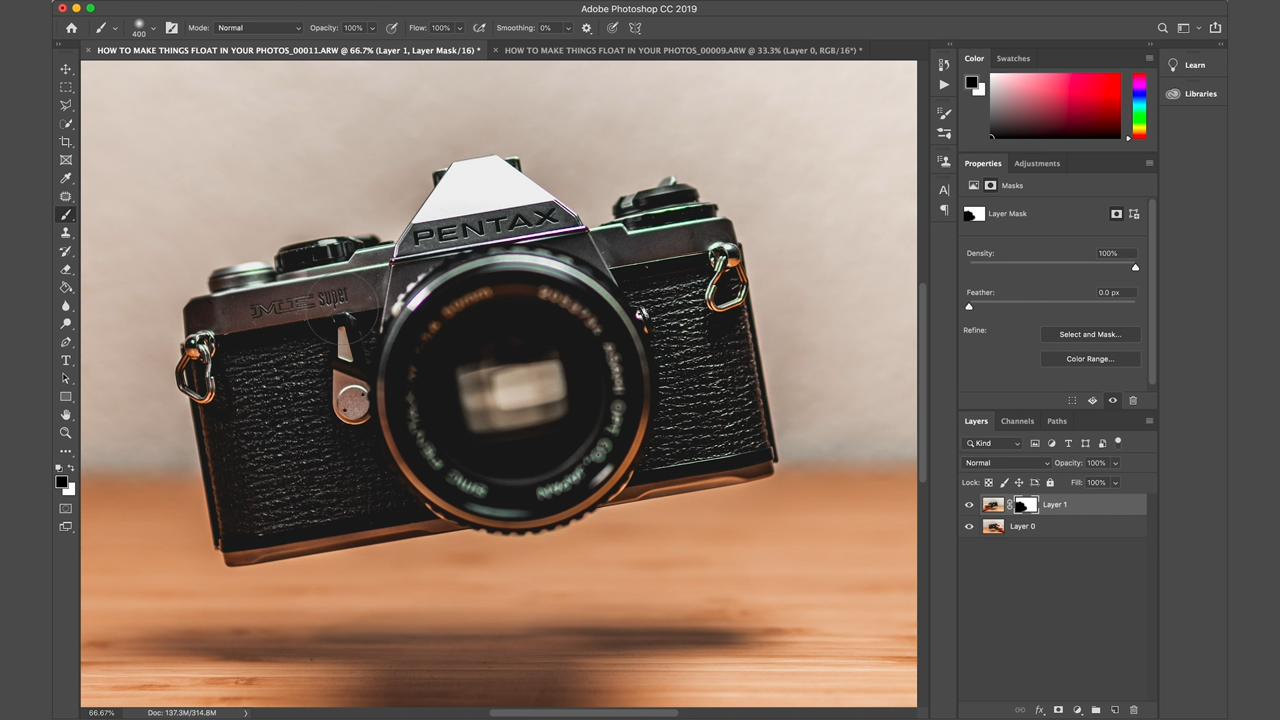 Adobe Photoshop CC 2019
400
Mode: Normal
Opacity: 100%
Flow: 100%
Smoothing: 0%
HOW TO MAKE THINGS FLOAT IN YOUR PHOTOS_00011.ARW @ 66.7% (Layer 1, Layer Mask/16) *
HOW TO MAKE THINGS FLOAT IN YOUR PHOTOS_00009.ARW @ 33.3% (Layer 0, RGB/16*) *
Color
Swatches
Learn
Libraries
Properties
Adjustments
Masks
Layer Mask
Density:
100%
Feather:
0.0 px
Refine:
Select and Mask...
Color Range...
Layers
Channels
Paths
Kind
Normal
Opacity: 100%
Lock:
Fill: 100%
Layer 1
Layer 0
PENTAX
ME super
66.67%
Doc: 137.3M/314.8M